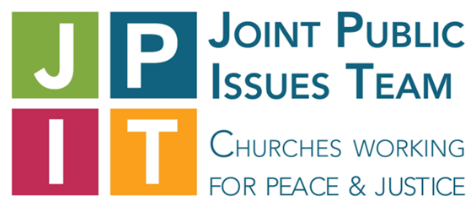 J P
I T
Joint Public
Issues Team
Churches working
for peace & justice